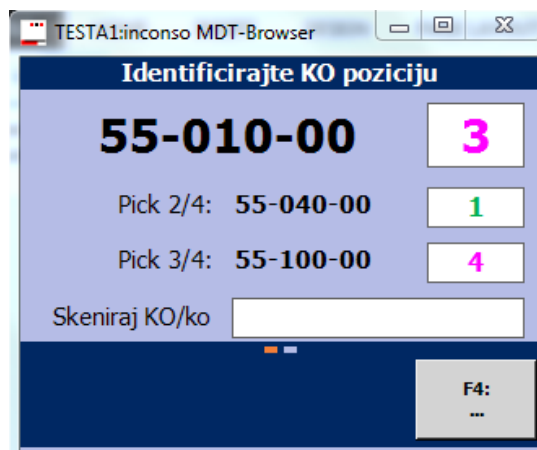 TESTA1:inconso MDT-Browser
Identificirajte KO poziciju
55-010-00 3
Pick 2/4: 55-040-00 1
Pick 3/4: 55-100-00 4
Skeniraj KO/ko
F4:
...